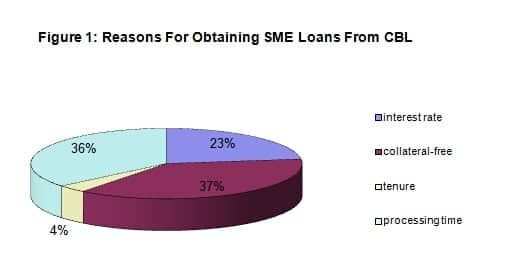 Figure 1: Reasons For Obtaining SME Loans From CBL
23%
36%
37%
4%
interest rate
collateral-free
tenure
processing time